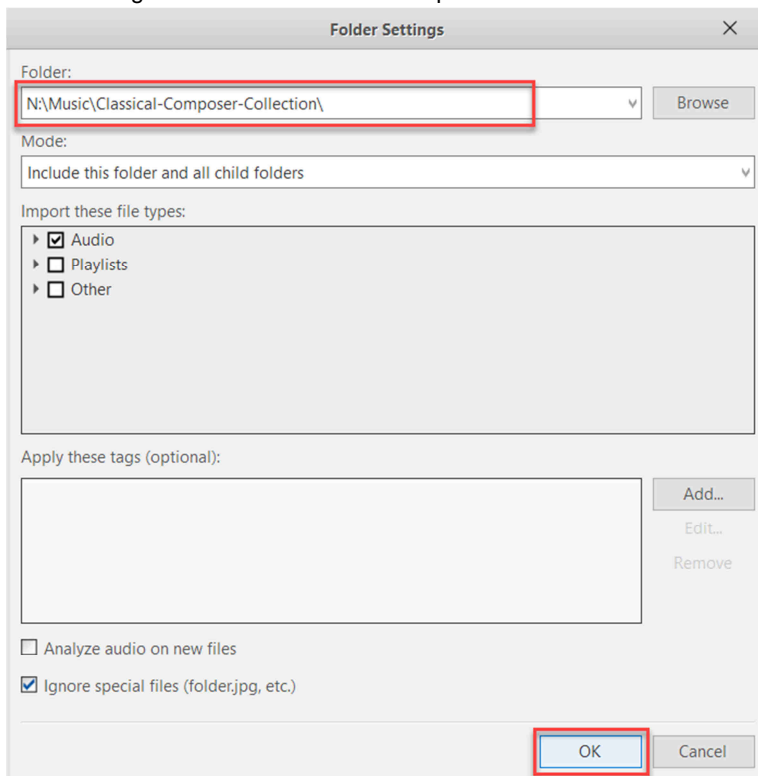 Folder Settings
Folder:
N:\Music\Classical-Composer-Collection\
Browse
Mode:
Include this folder and all child folders
Import these file types:
Audio
Playlists
Other
Apply these tags (optional):
Add...
Edit...
Remove
Analyze audio on new files
Ignore special files (folder.jpg, etc.)
OK Cancel